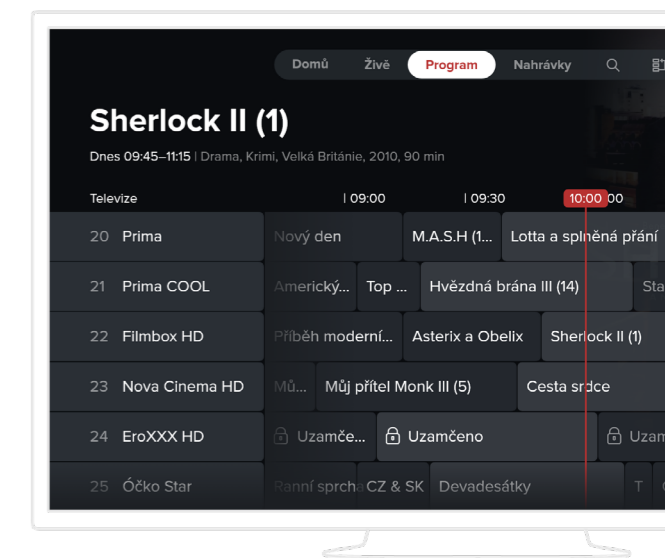 Domů Živě Program Nahrávky
Sherlock II (1)
Dnes 09:45–11:15 | Drama, Krimi, Velká Británie, 2010, 90 min
Televize | 09:00 | 09:30 10:00 00
20 Prima Nový den M.A.S.H (1... Lotta a splněná přání
21 Prima COOL Americký... Top ... Hvězdná brána III (14) Sta
22 Filmbox HD Příběh moderní... Asterix a Obelix Sherlock II (1)
23 Nova Cinema HD Mů... Můj přítel Monk III (5) Cesta srdce
24 EroXXX HD Uzamče... Uzamčeno Uzam
25 Óčko Star Ranní sprcha CZ & SK Devadesátky T